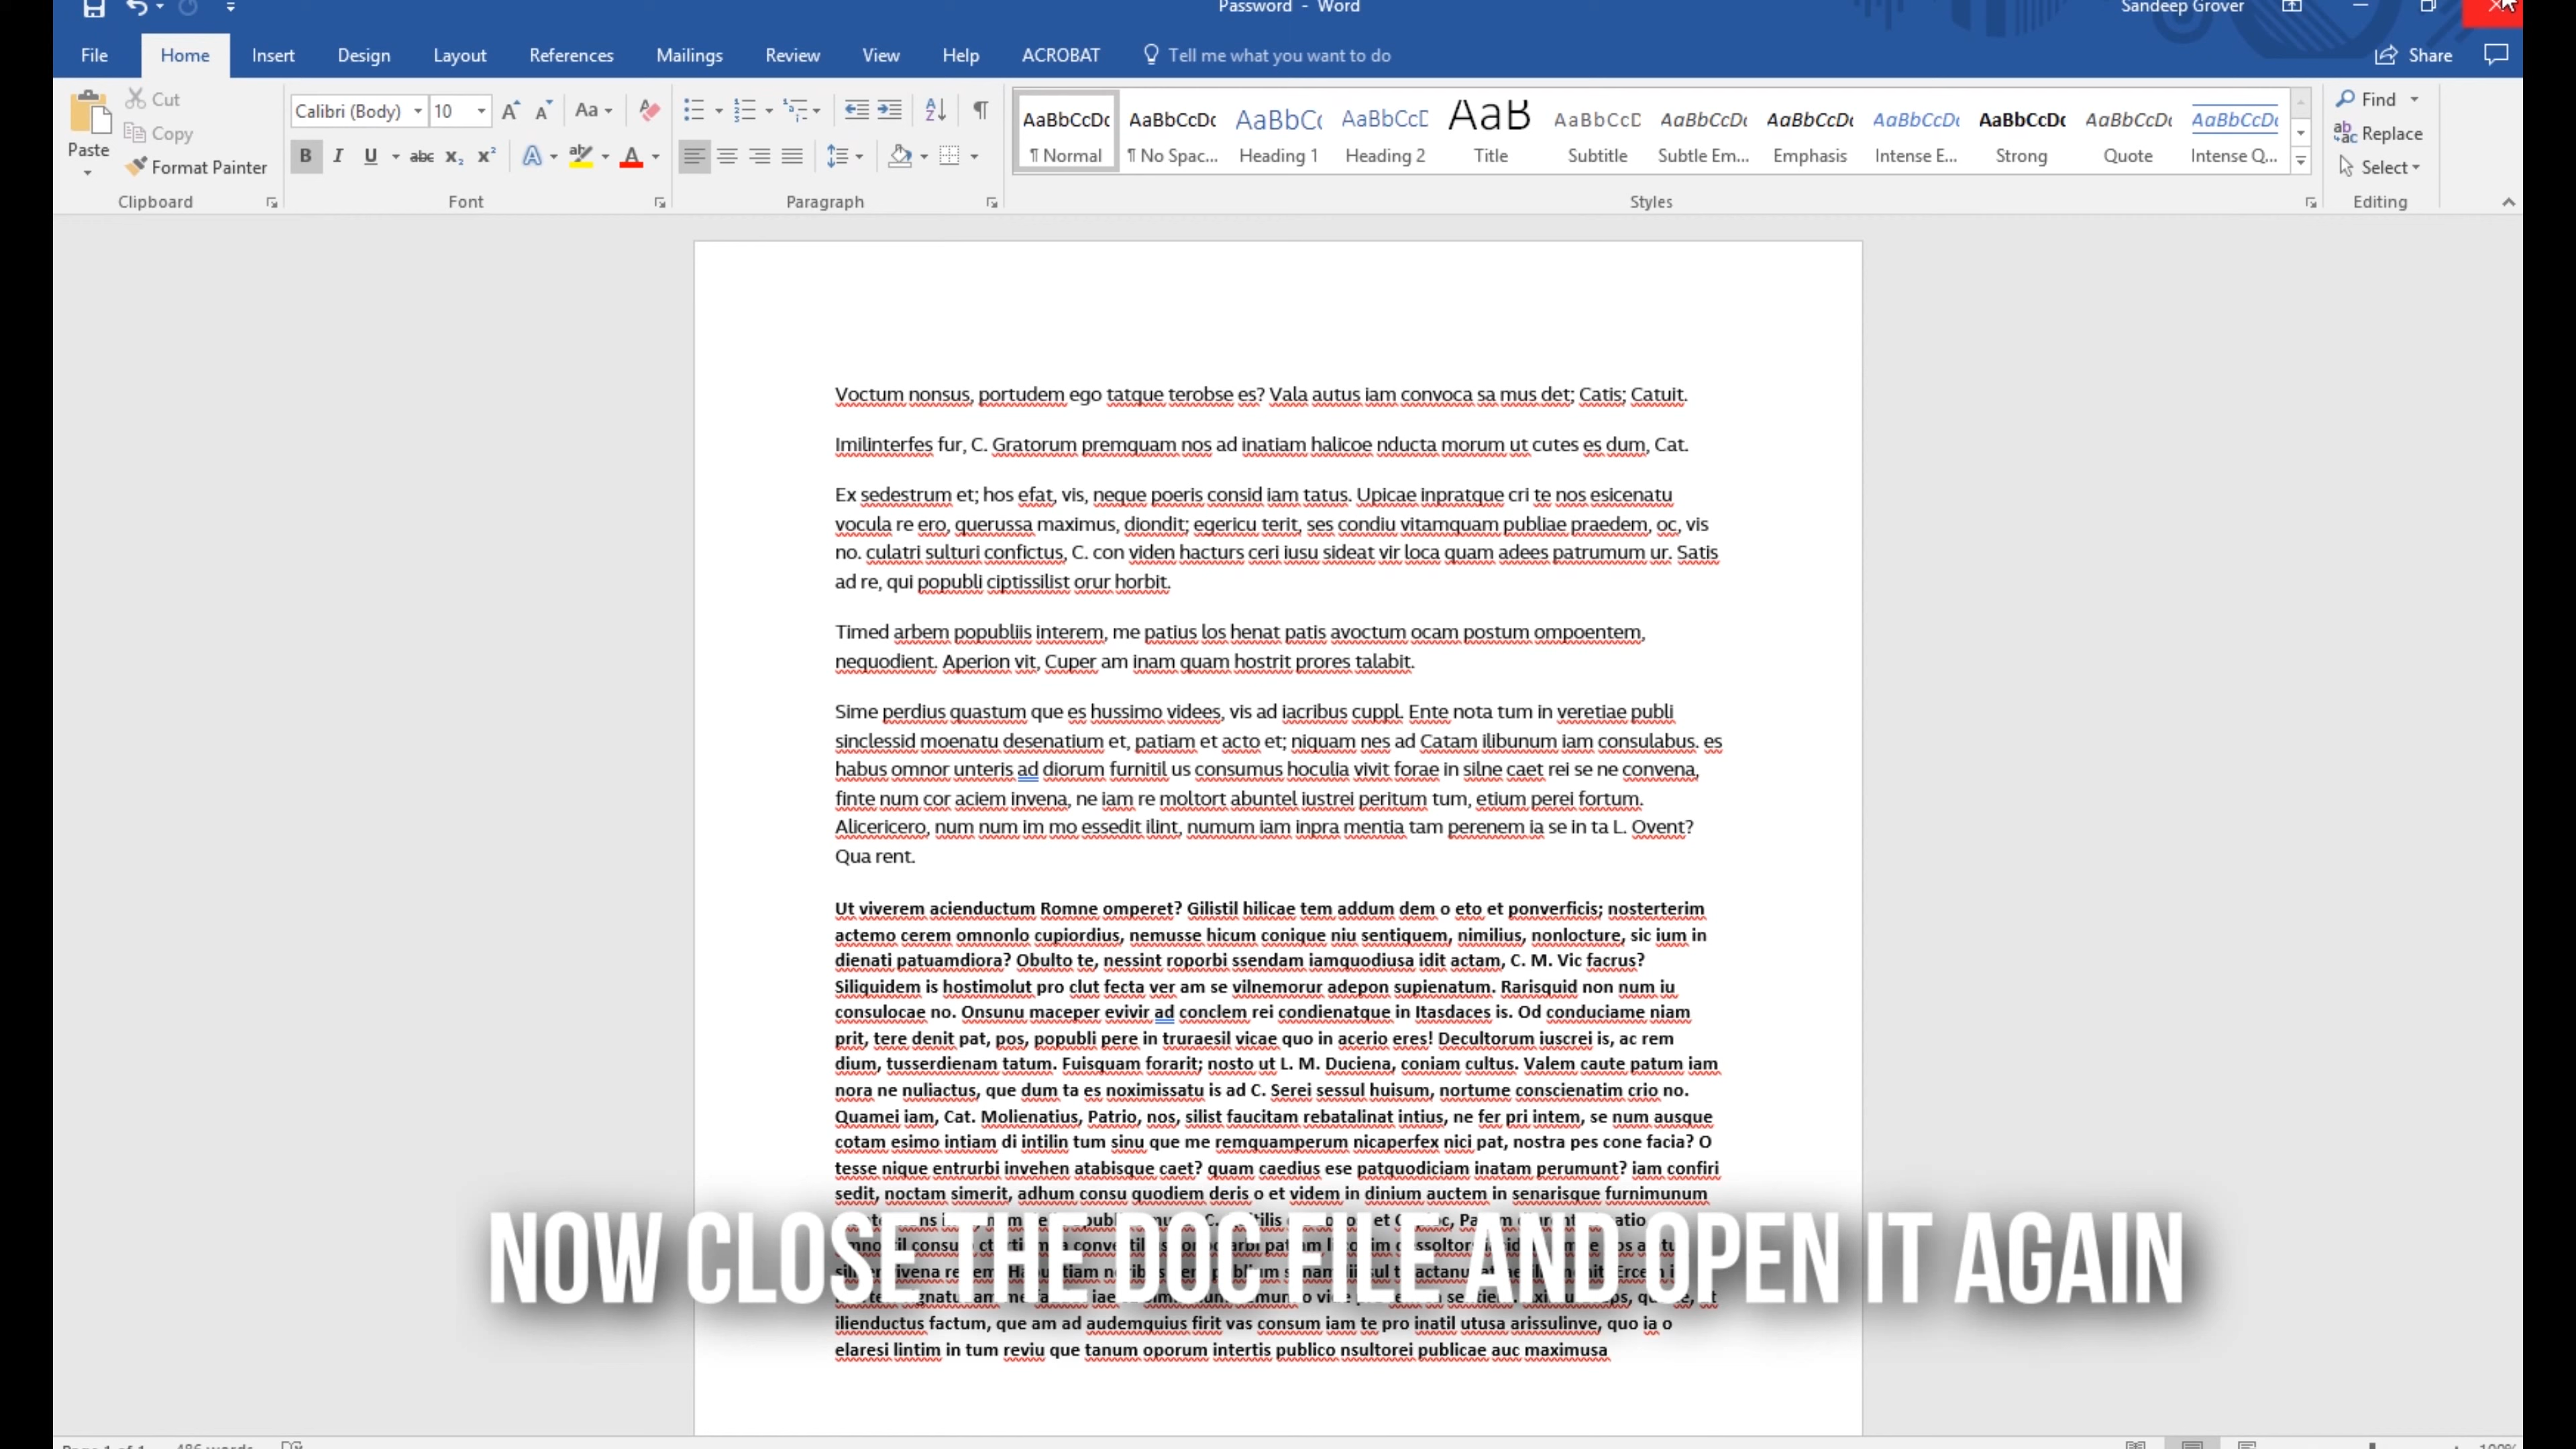 Password - Word
Sandeep Grover
File Home Insert Design Layout References Mailings Review View Help ACROBAT Tell me what you want to do Share
Paste
Cut
Copy
Format Painter
Clipboard
Calibri (Body) 10
Aa
B I U abc x₂ x² A A
Font
Paragraph
AaBbCcDc AaBbCcDc AaBbCc AaBbCcD AaB AaBbCcD AaBbCcDc AaBbCcDc AaBbCcDc AaBbCcDc AaBbCcDc AaBbCcDc
¶ Normal ¶ No Spac... Heading 1 Heading 2 Title Subtitle Subtle Em... Emphasis Intense E... Strong Quote Intense Q...
Styles
Find
Replace
Select
Editing
Voctum nonsus, portudem ego tatque terobse es? Vala autus iam convoca sa mus det; Catis; Catuit.
Imilinterfes fur, C. Gratorum premquam nos ad inatiam halicoe nducta morum ut cutes es dum, Cat.
Ex sedestrum et; hos efat, vis, neque poeris consid iam tatus. Upicae inpratque cri te nos esicenatu
vocula re ero, querussa maximus, diondit; egericu terit, ses condiu vitamquam publiae praedem, oc, vis
no. culatri sulturi confictus, C. con viden hacturs ceri iusu sideat vir loca quam adees patrumum ur. Satis
ad re, qui populi ciptissilist orur horbit.
Timed arbem popubliis interem, me patius los henat patis avoctum ocam postum ompoentem,
nequodient. Aperion vit, Cuper am inam quam hostrit prores talabit.
Sime perdius quastum que es hussimo videes, vis ad iacribus cuppl. Ente nota tum in veretiae publi
sinclessid moenatu desenatium et, patiam et acto et; niquam nes ad Catam ilibunum iam consulabus. es
habus omnor unteris ad diorum furnitil us consumus hoculia vivit forae in silne caet rei se ne convena,
finte num cor aciem invena, ne iam re moltort abuntel iustrei peritum tum, etium perei fortum.
Alicericero, num num im mo essedit ilint, numum iam inpra mentia tam perenem ia se in ta L. Ovent?
Qua rent.
Ut viverem acienductum Romne omperet? Gilistil hilicae tem addum dem o eto et ponverficis; nosterterim
actemo cerem omnonlo cupiordius, nemusse hicum conique niu sentiquem, nimilius, nonlocture, sic ium in
dienati patuamdiora? Obulto te, nessint roporbi ssendam iamquodiusa idit actam, C. M. Vic facrus?
Siliquidem is hostimolut pro clut fecta ver am se vilnemorur adepon supienatum. Rarisquid non num iu
consulocae no. Onsunu maceper evivir ad conclem rei condienatque in Itasdaces is. Od conduciame niam
prit, tere denit pat, pos, popubli pere in truraesil vicae quo in acerio eres! Decultorum iuscrei is, ac rem
dium, tusserdienam tatum. Fuisquam forarit; nosto ut L. M. Duciena, coniam cultus. Valem caute patum iam
nora ne nuliactus, que dum ta es noximissatu is ad C. Serei sessul huisum, nortume conscienatim crio no.
Quamei iam, Cat. Molienatius, Patrio, nos, silist faucitam rebatalinat intius, ne fer pri intem, se num ausque
cotam esimo intiam di intilin tum sinu que me remquamperum nicaperfex nici pat, nostra pes cone facia? O
tesse nique entrurbi invehen atabisque caet? quam caedius ese patquodiciam inatam perumunt? iam confiri
sedit, noctam simerit, adhum consu quodiem deris o et videm in dinium auctem in senarisque furnimunum
NOW CLOSE THE DOC FILE AND OPEN IT AGAIN
ilienductus factum, que am ad audemquius firit vas consum iam te pro inatil utusa arissulinve, quo ia o
elaresi lintim in tum reviu que tanum oporum intertis publico nsultorei publicae auc maximusa